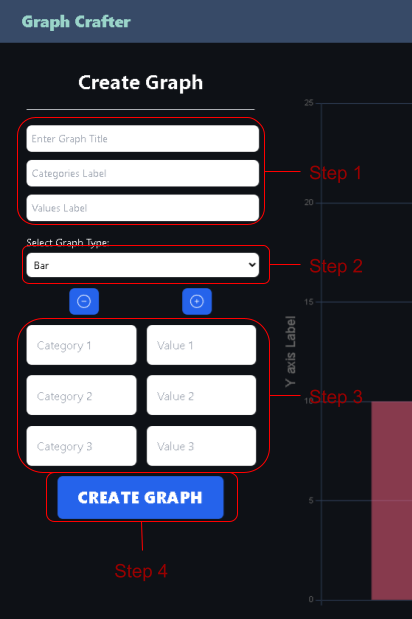 Graph Crafter
Create Graph
Enter Graph Title
Categories Label
Values Label
Step 1
Select Graph Type:
Bar
Step 2
Category 1
Value 1
Category 2
Value 2
Category 3
Value 3
Step 3
CREATE GRAPH
Step 4
25
20
15
10
5
0
Y axis Label